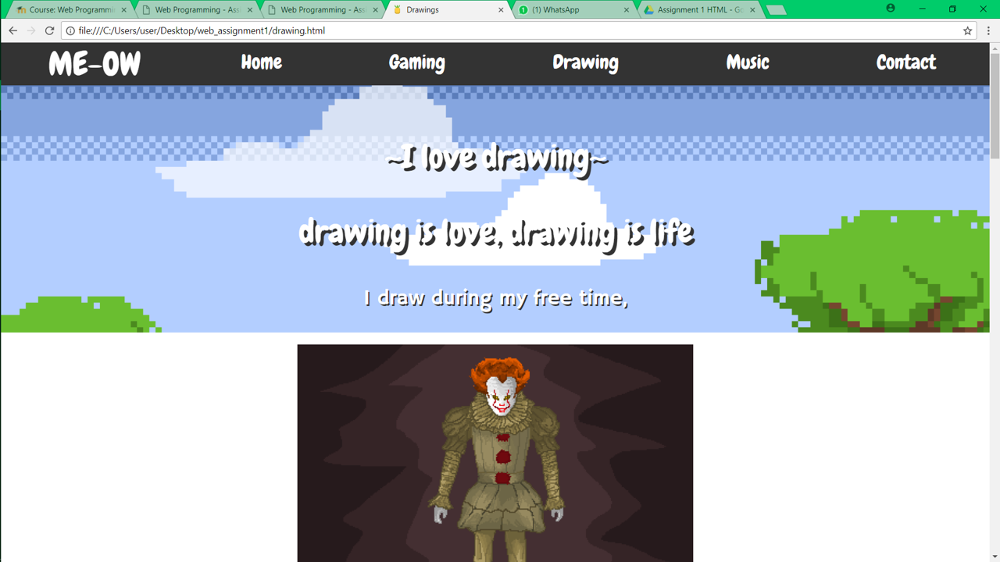 Course: Web Programmi
Web Programming - Ass
Web Programming - Ass
Drawings
(1) WhatsApp
Assignment 1 HTML - Go
file:///C:/Users/user/Desktop/web_assignment1/drawing.html
ME-OW
Home
Gaming
Drawing
Music
Contact
~I love drawing~
drawing is love, drawing is life
I draw during my free time,